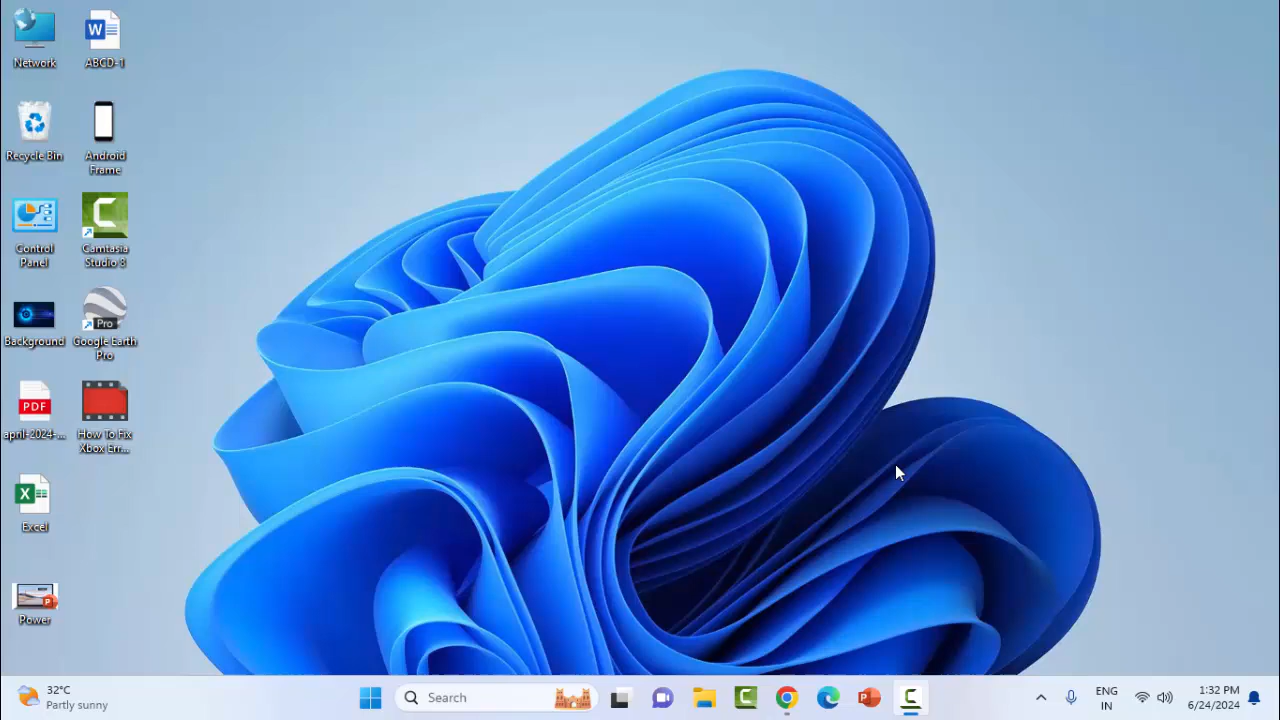 Network
ABCD-1
Recycle Bin
Android
Frame
Control
Panel
Camtasia
Studio 8
Background
Pro
Google Earth
Pro
PDF
april-2024-...
How To Fix
Xbox Err...
Excel
Power
32°C
Partly sunny
Search
ENG
IN
1:32 PM
6/24/2024